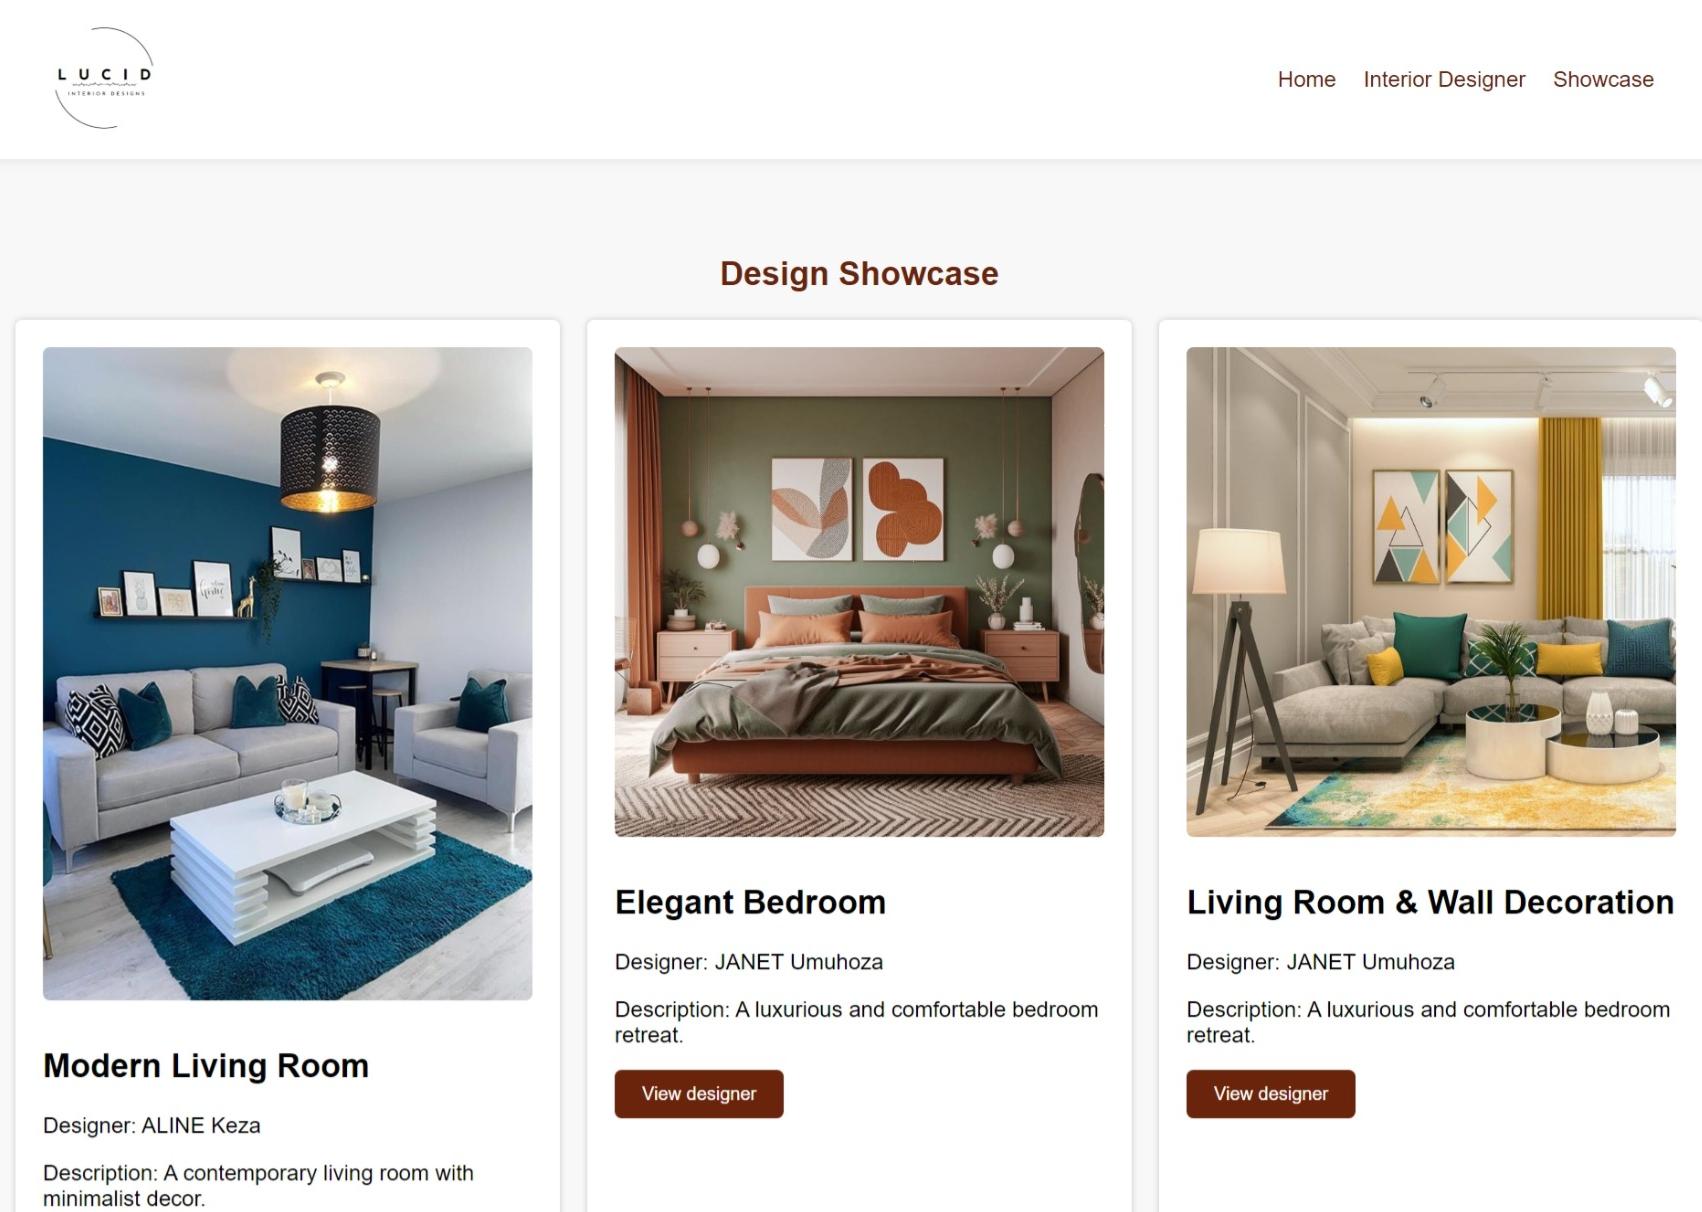 LUCID
INTERIOR DESIGNS
Home Interior Designer Showcase
Design Showcase
home
Modern Living Room
Designer: ALINE Keza
Description: A contemporary living room with
minimalist decor.
Elegant Bedroom
Designer: JANET Umuhoza
Description: A luxurious and comfortable bedroom
retreat.
View designer
Living Room & Wall Decoration
Designer: JANET Umuhoza
Description: A luxurious and comfortable bedroom
retreat.
View designer